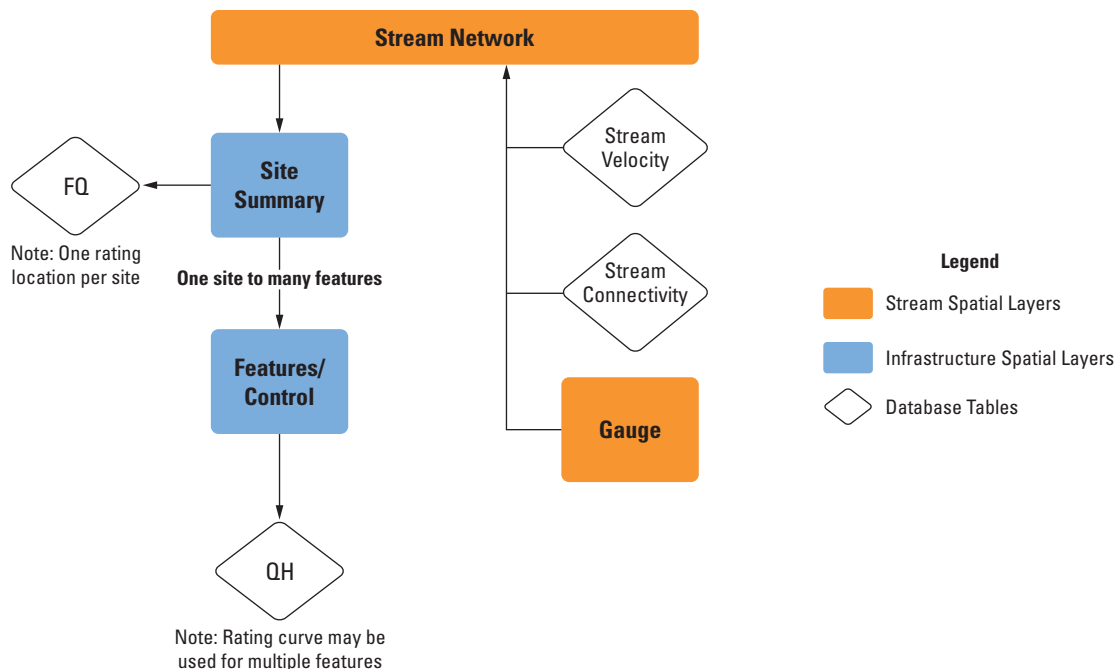 Stream Network
Stream
Velocity
Site
Summary
FQ
Note: One rating
location per site
One site to many features
Stream
Connectivity
Features/
Control
Gauge
QH
Note: Rating curve may be
used for multiple features
Legend
Stream Spatial Layers
Infrastructure Spatial Layers
Database Tables